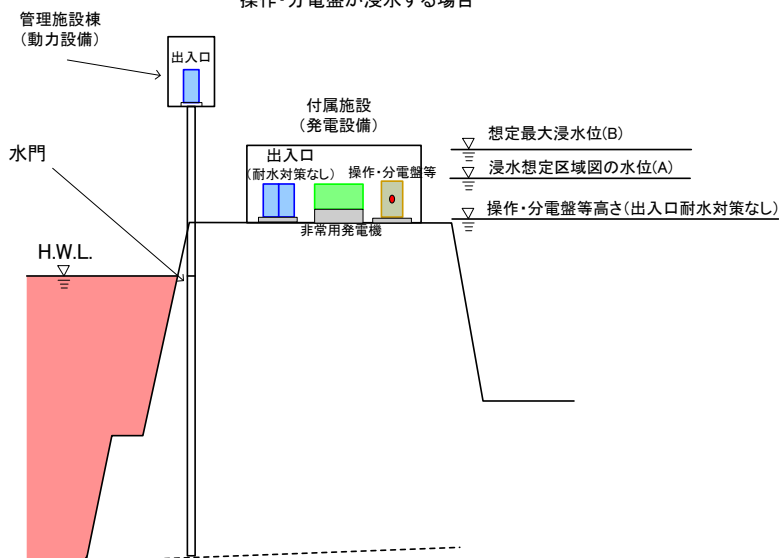 操作・分電盤が浸水する場合
管理施設棟
(動力設備)
出入口
付属施設
(発電設備)
想定最大浸水位(B)
水門
出入口
(耐水対策なし)
操作・分電盤等
浸水想定区域図の水位(A)
操作・分電盤等高さ(出入口耐水対策なし)
非常用発電機
H.W.L.